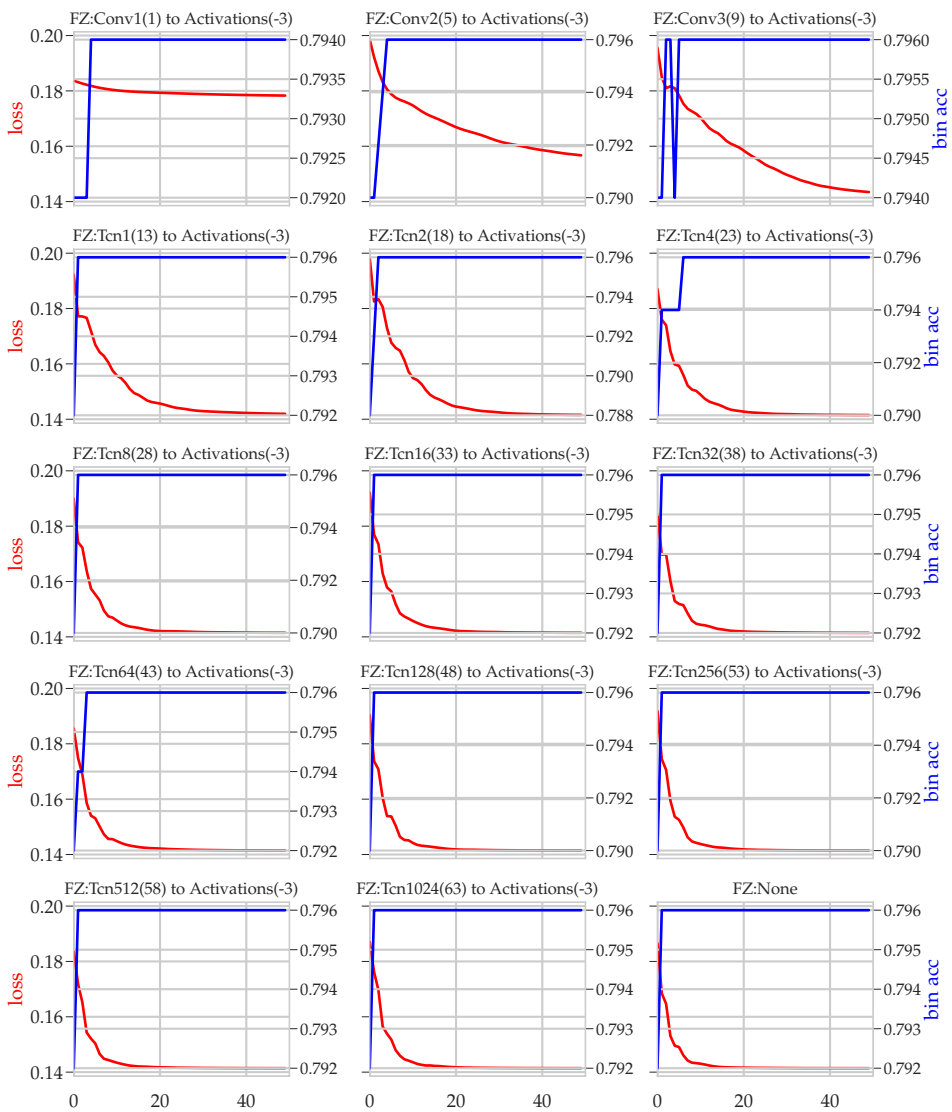 FZ:Conv1(1) to Activations(-3) FZ:Conv2(5) to Activations(-3) FZ:Conv3(9) to Activations(-3)
0.20 0.7940 0.796 0.7960
0.7935 0.7955
0.18 0.794
loss 0.7930 0.7950 bin acc
0.16 0.792
0.7925 0.7945
0.14 0.7920 0.790 0.7940
FZ:Tcn1(13) to Activations(-3) FZ:Tcn2(18) to Activations(-3) FZ:Tcn4(23) to Activations(-3)
0.20 0.796 0.796 0.796
0.795 0.794
0.18 0.794
loss 0.794 0.792 bin acc
0.16 0.792
0.793 0.790
0.14 0.792 0.788 0.790
FZ:Tcn8(28) to Activations(-3) FZ:Tcn16(33) to Activations(-3) FZ:Tcn32(38) to Activations(-3)
0.20 0.796 0.796 0.796
0.795 0.795
0.18 0.794
loss 0.794 0.794 bin acc
0.16 0.792
0.793 0.793
0.14 0.790 0.792 0.792
FZ:Tcn64(43) to Activations(-3) FZ:Tcn128(48) to Activations(-3) FZ:Tcn256(53) to Activations(-3)
0.20 0.796 0.796 0.796
0.795
0.18 0.794 0.794
loss 0.794 bin acc
0.16 0.792 0.792
0.793
0.14 0.792 0.790 0.790
FZ:Tcn512(58) to Activations(-3) FZ:Tcn1024(63) to Activations(-3) FZ:None
0.20 0.796 0.796 0.796
0.795 0.795 0.795
0.18
loss 0.794 0.794 0.794 bin acc
0.16
0.793 0.793 0.793
0.14 0.792 0.792 0.792
0 20 40 0 20 40 0 20 40